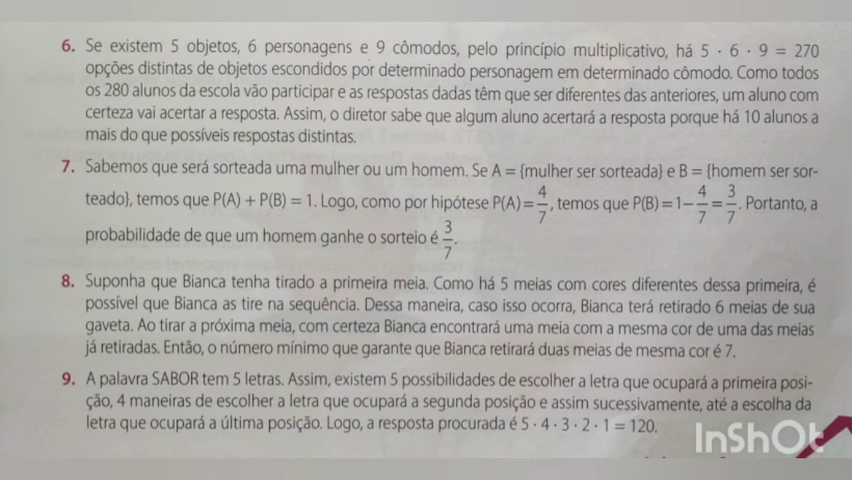 6. Se existem 5 objetos, 6 personagens e 9 cômodos, pelo princípio multiplicativo, há 5 · 6 · 9 = 270
opções distintas de objetos escondidos por determinado personagem em determinado cômodo. Como todos
os 280 alunos da escola vão participar e as respostas dadas têm que ser diferentes das anteriores, um aluno com
certeza vai acertar a resposta. Assim, o diretor sabe que algum aluno acertará a resposta porque há 10 alunos a
mais do que possíveis respostas distintas.
7. Sabemos que será sorteada uma mulher ou um homem. Se A = {mulher ser sorteada} e B = {homem ser sor-
teado}, temos que P(A) + P(B) = 1. Logo, como por hipótese P(A) = 4/7, temos que P(B) = 1 − 4/7 = 3/7. Portanto, a
probabilidade de que um homem ganhe o sorteio é 3/7.
8. Suponha que Bianca tenha tirado a primeira meia. Como há 5 meias com cores diferentes dessa primeira, é
possível que Bianca as tire na sequência. Dessa maneira, caso isso ocorra, Bianca terá retirado 6 meias de sua
gaveta. Ao tirar a próxima meia, com certeza Bianca encontrará uma meia com a mesma cor de uma das meias
já retiradas. Então, o número mínimo que garante que Bianca retirará duas meias de mesma cor é 7.
9. A palavra SABOR tem 5 letras. Assim, existem 5 possibilidades de escolher a letra que ocupará a primeira posi-
ção, 4 maneiras de escolher a letra que ocupará a segunda posição e assim sucessivamente, até a escolha da
letra que ocupará a última posição. Logo, a resposta procurada é 5 · 4 · 3 · 2 · 1 = 120.
InShOt